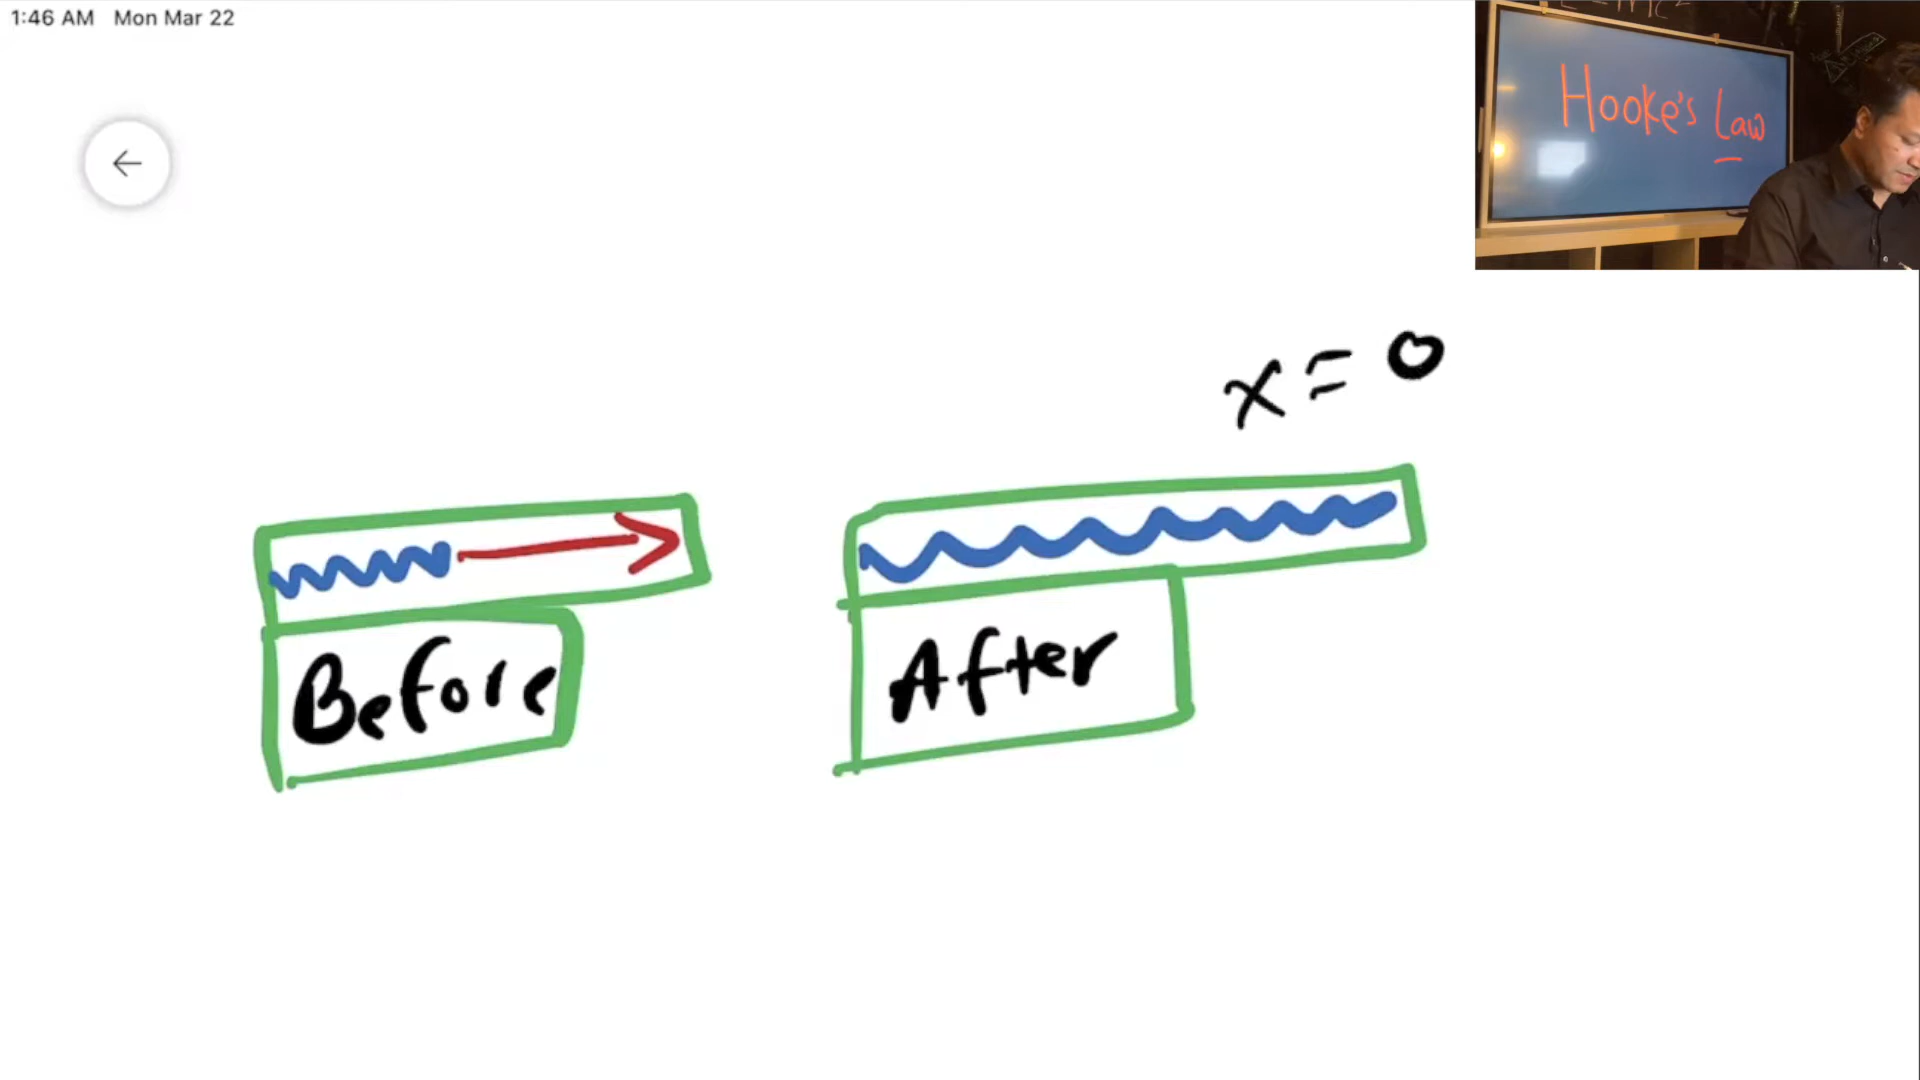 1:46 AM Mon Mar 22
Hooke's Law
x = 0
Before
After